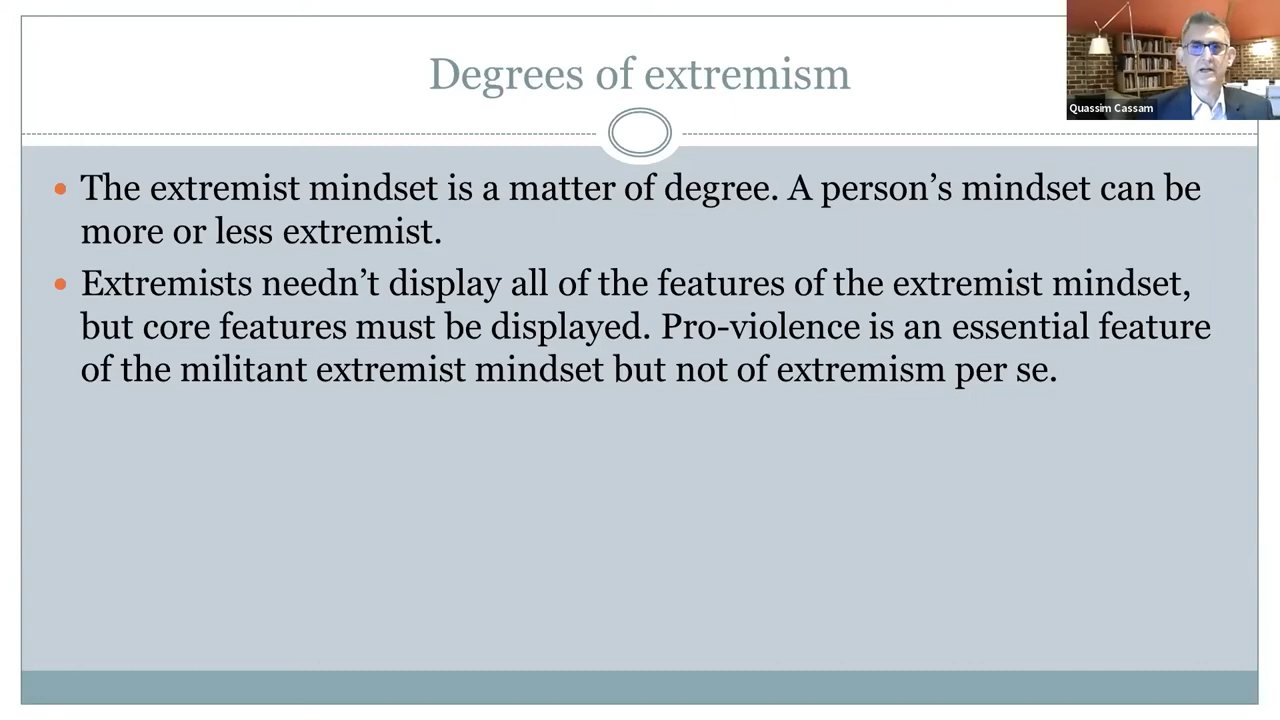 Degrees of extremism
Quassim Cassam
• The extremist mindset is a matter of degree. A person’s mindset can be
more or less extremist.
• Extremists needn’t display all of the features of the extremist mindset,
but core features must be displayed. Pro-violence is an essential feature
of the militant extremist mindset but not of extremism per se.